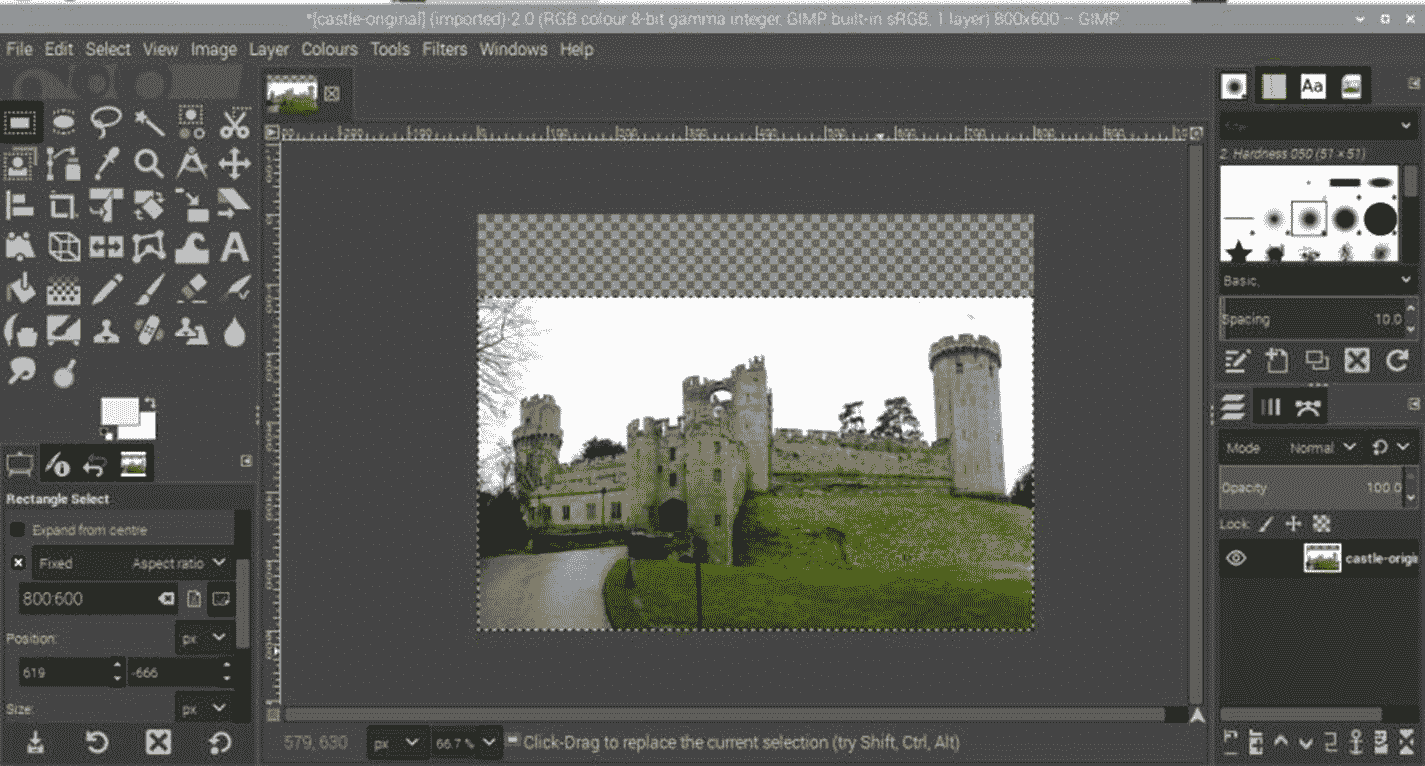 *[castle-original] (imported)-2.0 (RGB colour 8-bit gamma integer, GIMP built-in sRGB, 1 layer) 800x600 – GIMP
File Edit Select View Image Layer Colours Tools Filters Windows Help
Aa
2. Hardness 050 (51 × 51)
Basic,
Spacing 10.0
Mode Normal
Opacity 100.0
Lock:
castle-origi
Rectangle Select
Expand from centre
Fixed Aspect ratio
800:600
Position: px
619 -666
Size: px
579, 630 px 66.7 % Click-Drag to replace the current selection (try Shift, Ctrl, Alt)